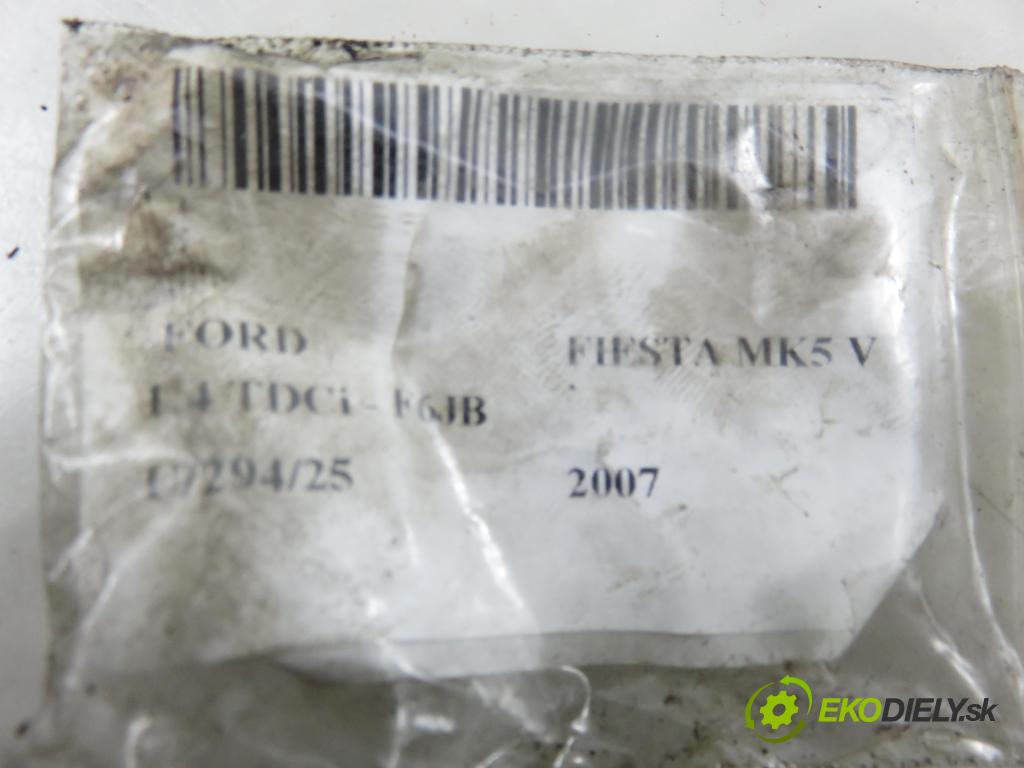 FORD FIESTA MK5 V
1.4 TDCi - F6JB
17294/25 2007
EKODIELY.sk